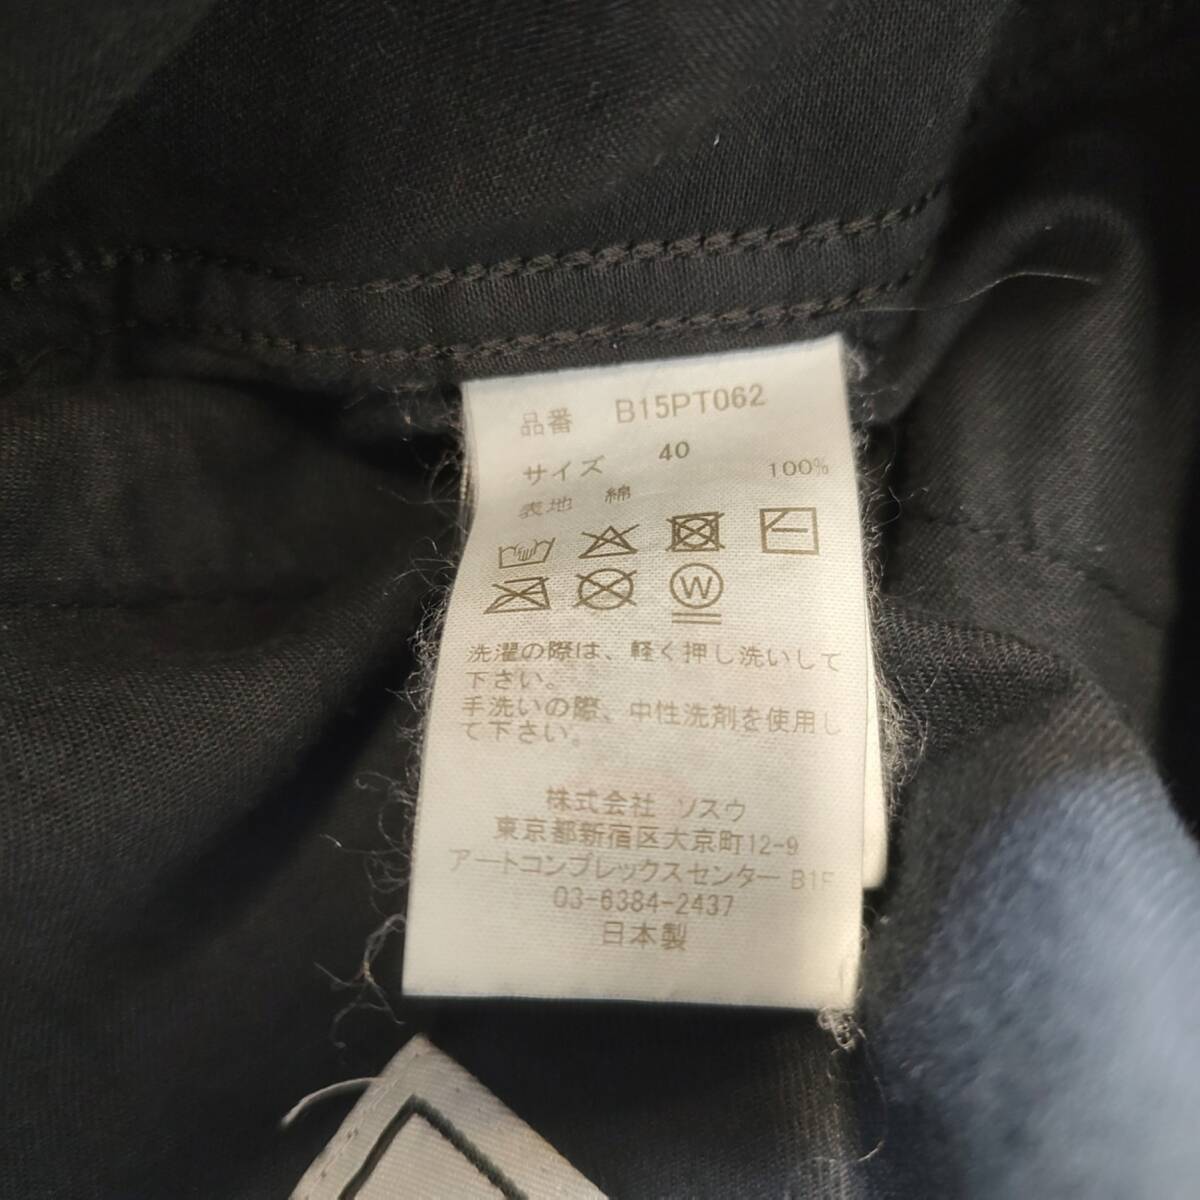 品番 B15PT062
サイズ 40
表地 綿 100%
W
洗濯の際は、軽く押し洗いして
下さい。
手洗いの際、中性洗剤を使用し
て下さい。
株式会社 ソスウ
東京都新宿区大京町12-9
アートコンプレックスセンター B1F
03-6384-2437
日本製